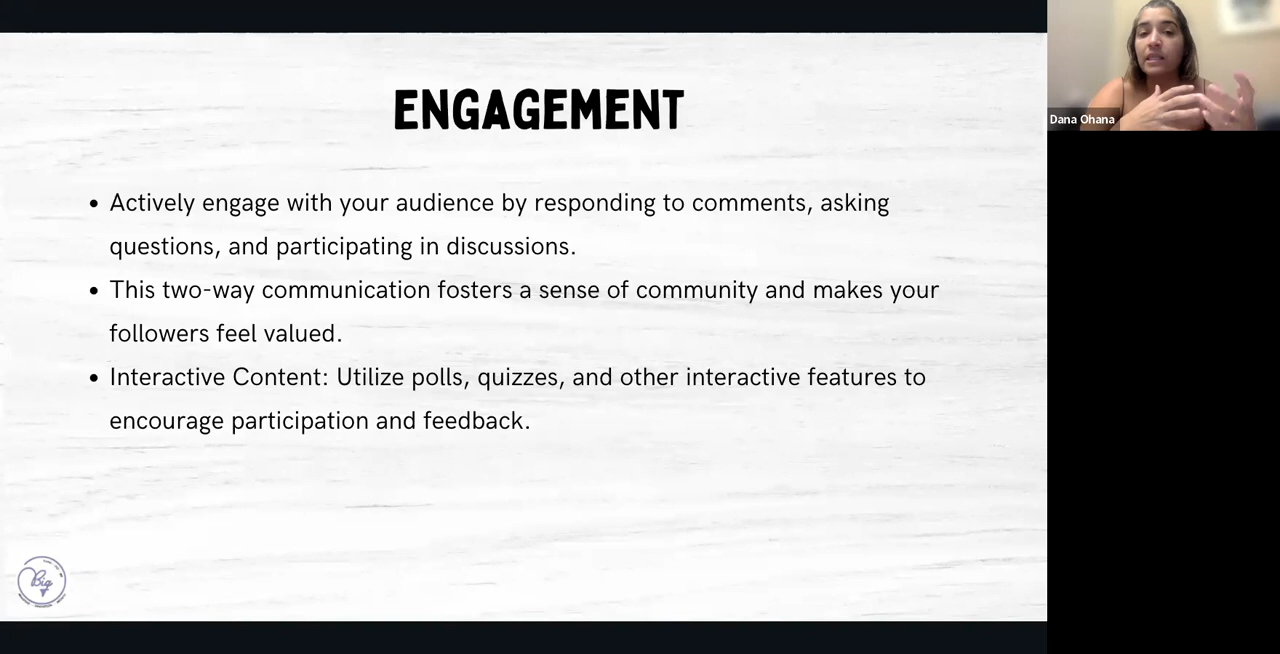 ENGAGEMENT
Dana Ohana
Actively engage with your audience by responding to comments, asking
questions, and participating in discussions.
This two-way communication fosters a sense of community and makes your
followers feel valued.
Interactive Content: Utilize polls, quizzes, and other interactive features to
encourage participation and feedback.
Big